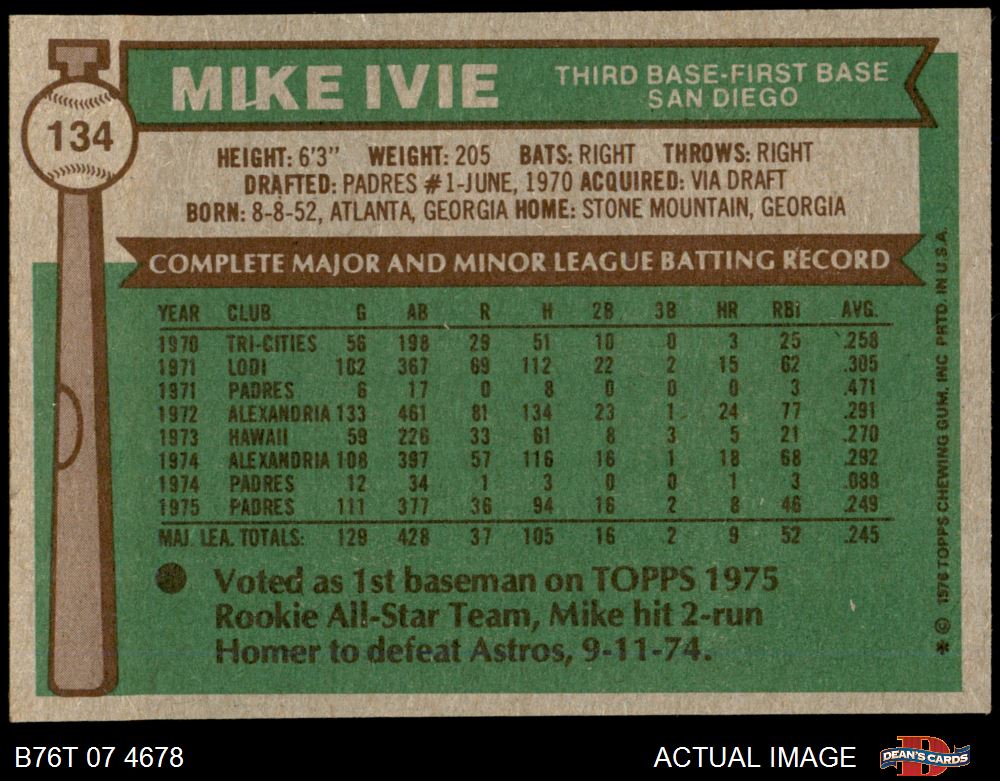 MIKE IVIE
THIRD BASE-FIRST BASE
SAN DIEGO
134
HEIGHT: 6'3" WEIGHT: 205 BATS: RIGHT THROWS: RIGHT
DRAFTED: PADRES #1-JUNE, 1970 ACQUIRED: VIA DRAFT
BORN: 8-8-52, ATLANTA, GEORGIA HOME: STONE MOUNTAIN, GEORGIA
COMPLETE MAJOR AND MINOR LEAGUE BATTING RECORD
YEAR CLUB G AB R H 2B 3B HR RBI AVG.
1970 TRI-CITIES 56 198 29 51 10 0 3 25 .258
1971 LODI 102 367 69 112 22 2 15 62 .305
1971 PADRES 6 17 0 8 0 0 0 3 .471
1972 ALEXANDRIA 133 461 81 134 23 1 24 77 .291
1973 HAWAII 59 226 33 61 8 3 5 21 .270
1974 ALEXANDRIA 108 397 57 116 16 1 18 68 .292
1974 PADRES 12 34 1 3 0 0 1 3 .088
1975 PADRES 111 377 36 94 16 2 8 46 .249
MAJ. LEA. TOTALS: 129 428 37 105 16 2 9 52 .245
Voted as 1st baseman on TOPPS 1975
Rookie All-Star Team, Mike hit 2-run
Homer to defeat Astros, 9-11-74.
* © 1976 TOPPS CHEWING GUM, INC PRTD. IN U.S.A.
B76T 07 4678
ACTUAL IMAGE
DEAN'S CARDS